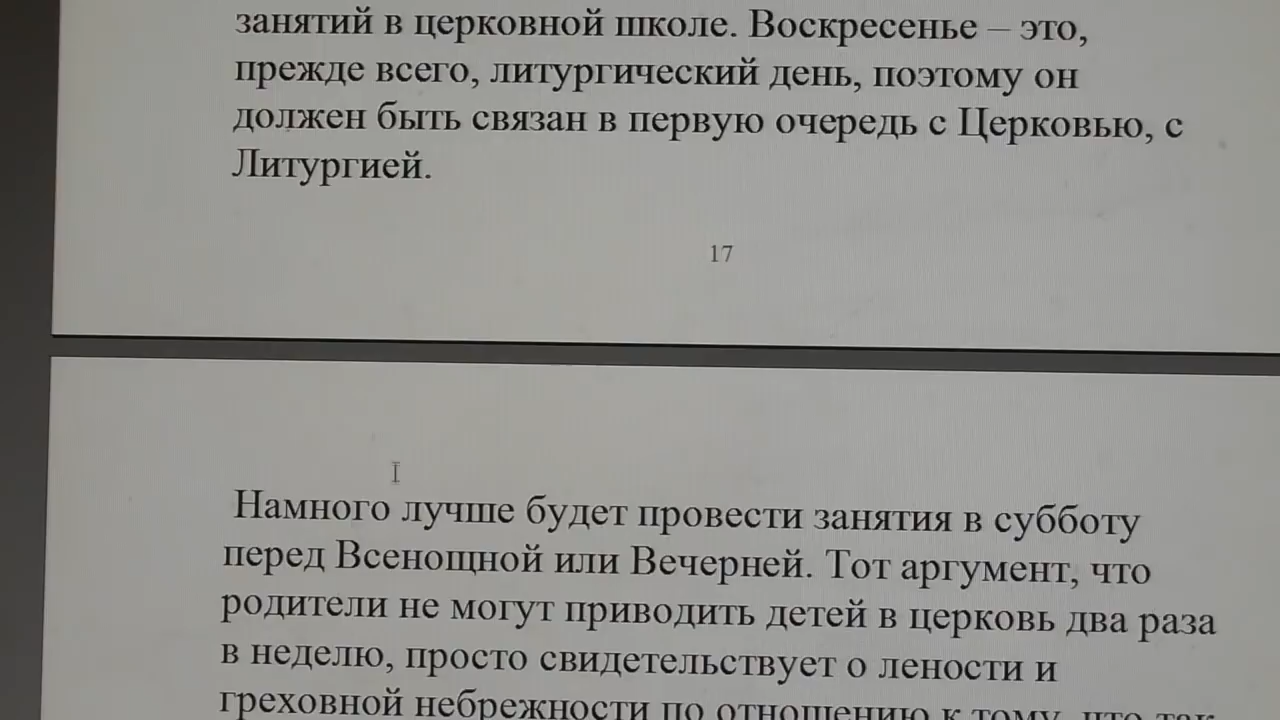 занятий в церковной школе. Воскресенье – это,
прежде всего, литургический день, поэтому он
должен быть связан в первую очередь с Церковью, с
Литургией.
17
Намного лучше будет провести занятия в субботу
перед Всенощной или Вечерней. Тот аргумент, что
родители не могут приводить детей в церковь два раза
в неделю, просто свидетельствует о лености и
греховной небрежности по отношению к тому, что так